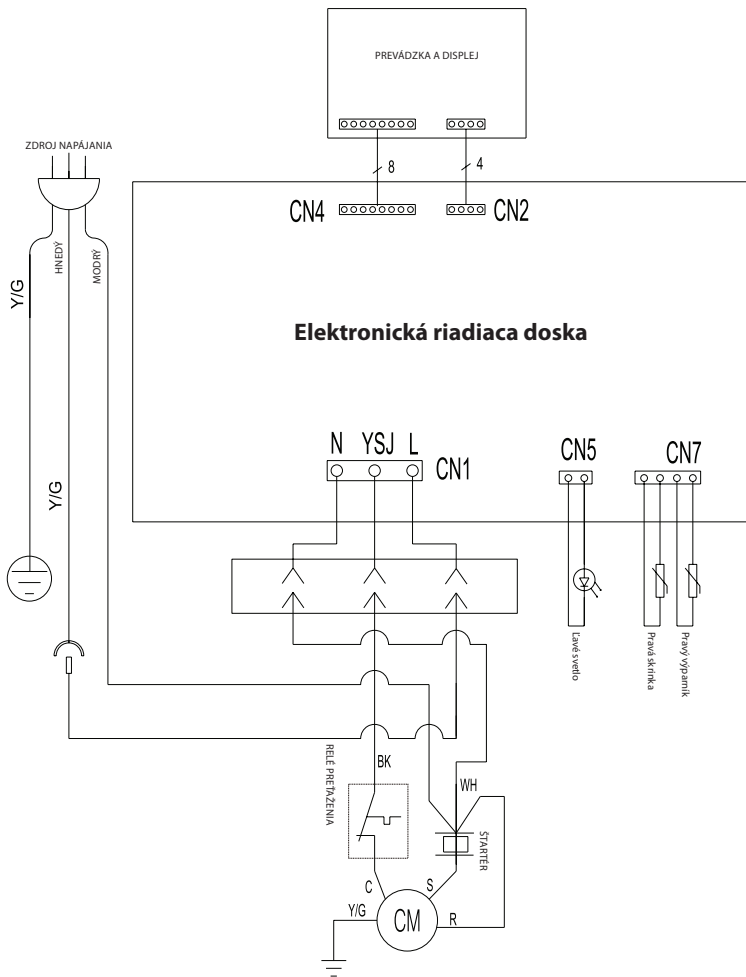 PREVÁDZKA A DISPLEJ
ZDROJ NAPÁJANIA
8
4
CN4
CN2
HNEDÝ
MODRÝ
Y/G
Elektronická riadiaca doska
N YSJ L
CN1
CN5
CN7
Y/G
Ľavé svetlo
Pravá skrinka
Pravý výparník
RELÉ PREŤAŽENIA
BK
WH
ŠTARTÉR
C
S
Y/G
CM
R